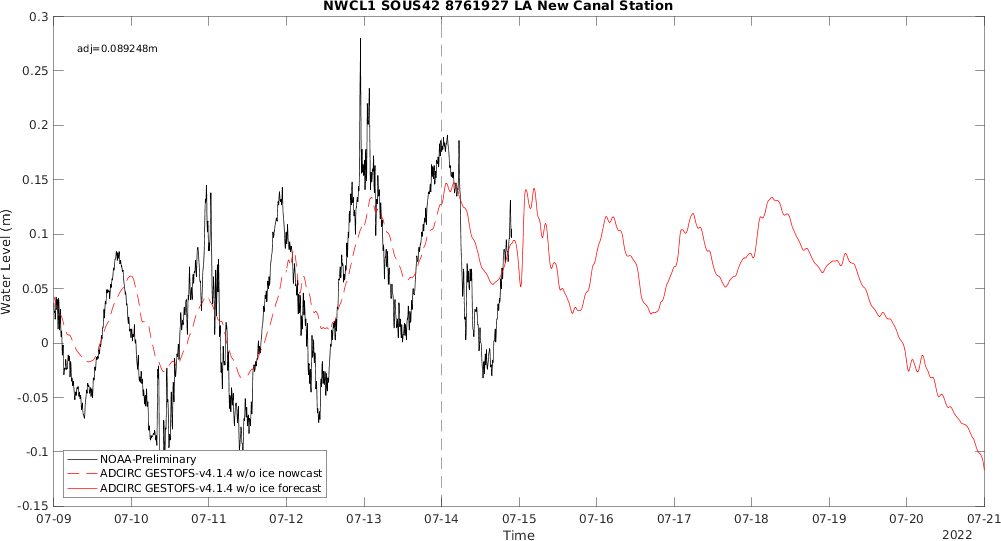 NWCL1 SOUS42 8761927 LA New Canal Station
adj=0.089248m
Water Level (m)
0.3
0.25
0.2
0.15
0.1
0.05
0
-0.05
-0.1
-0.15
NOAA-Preliminary
ADCIRC GESTOFS-v4.1.4 w/o ice nowcast
ADCIRC GESTOFS-v4.1.4 w/o ice forecast
07-09 07-10 07-11 07-12 07-13 07-14 07-15 07-16 07-17 07-18 07-19 07-20 07-21
Time
2022